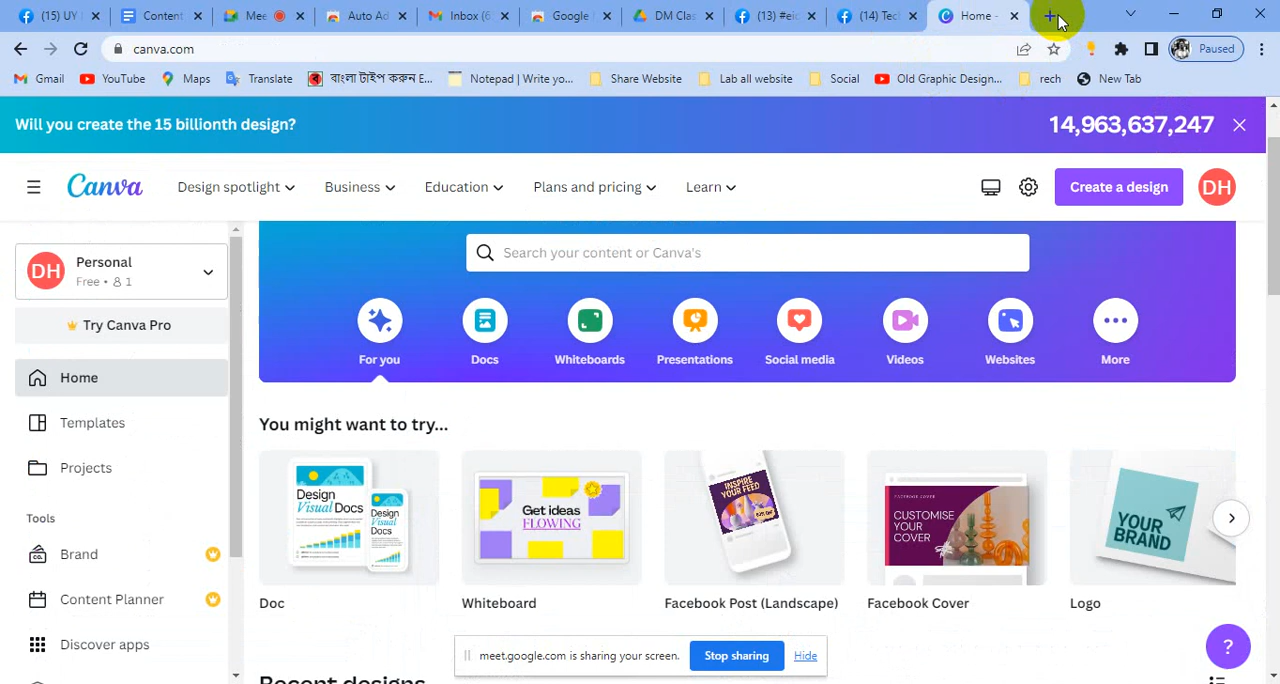 (15) UY
Content
Mee
Auto Ad
Inbox (6
Google
DM Clas
(13) #eic
(14) Tec
Home -
canva.com
Paused
Gmail
YouTube
Maps
Translate
বাংলা টাইপ করুন E...
Notepad | Write yo...
Share Website
Lab all website
Social
Old Graphic Design...
rech
New Tab
Will you create the 15 billionth design?
14,963,637,247
Canva
Design spotlight
Business
Education
Plans and pricing
Learn
Create a design
DH
DH
Personal
Free • 1
Try Canva Pro
Home
Templates
Projects
Tools
Brand
Content Planner
Discover apps
Search your content or Canva's
For you
Docs
Whiteboards
Presentations
Social media
Videos
Websites
More
You might want to try...
Design
Visual Docs
Design
Visual
Docs
Get ideas
FLOWING
INSPIRE
YOUR FEED
FACEBOOK COVER
CUSTOMISE
YOUR
COVER
YOUR
BRAND
Doc
Whiteboard
Facebook Post (Landscape)
Facebook Cover
Logo
meet.google.com is sharing your screen.
Stop sharing
Hide
?
Recent designs